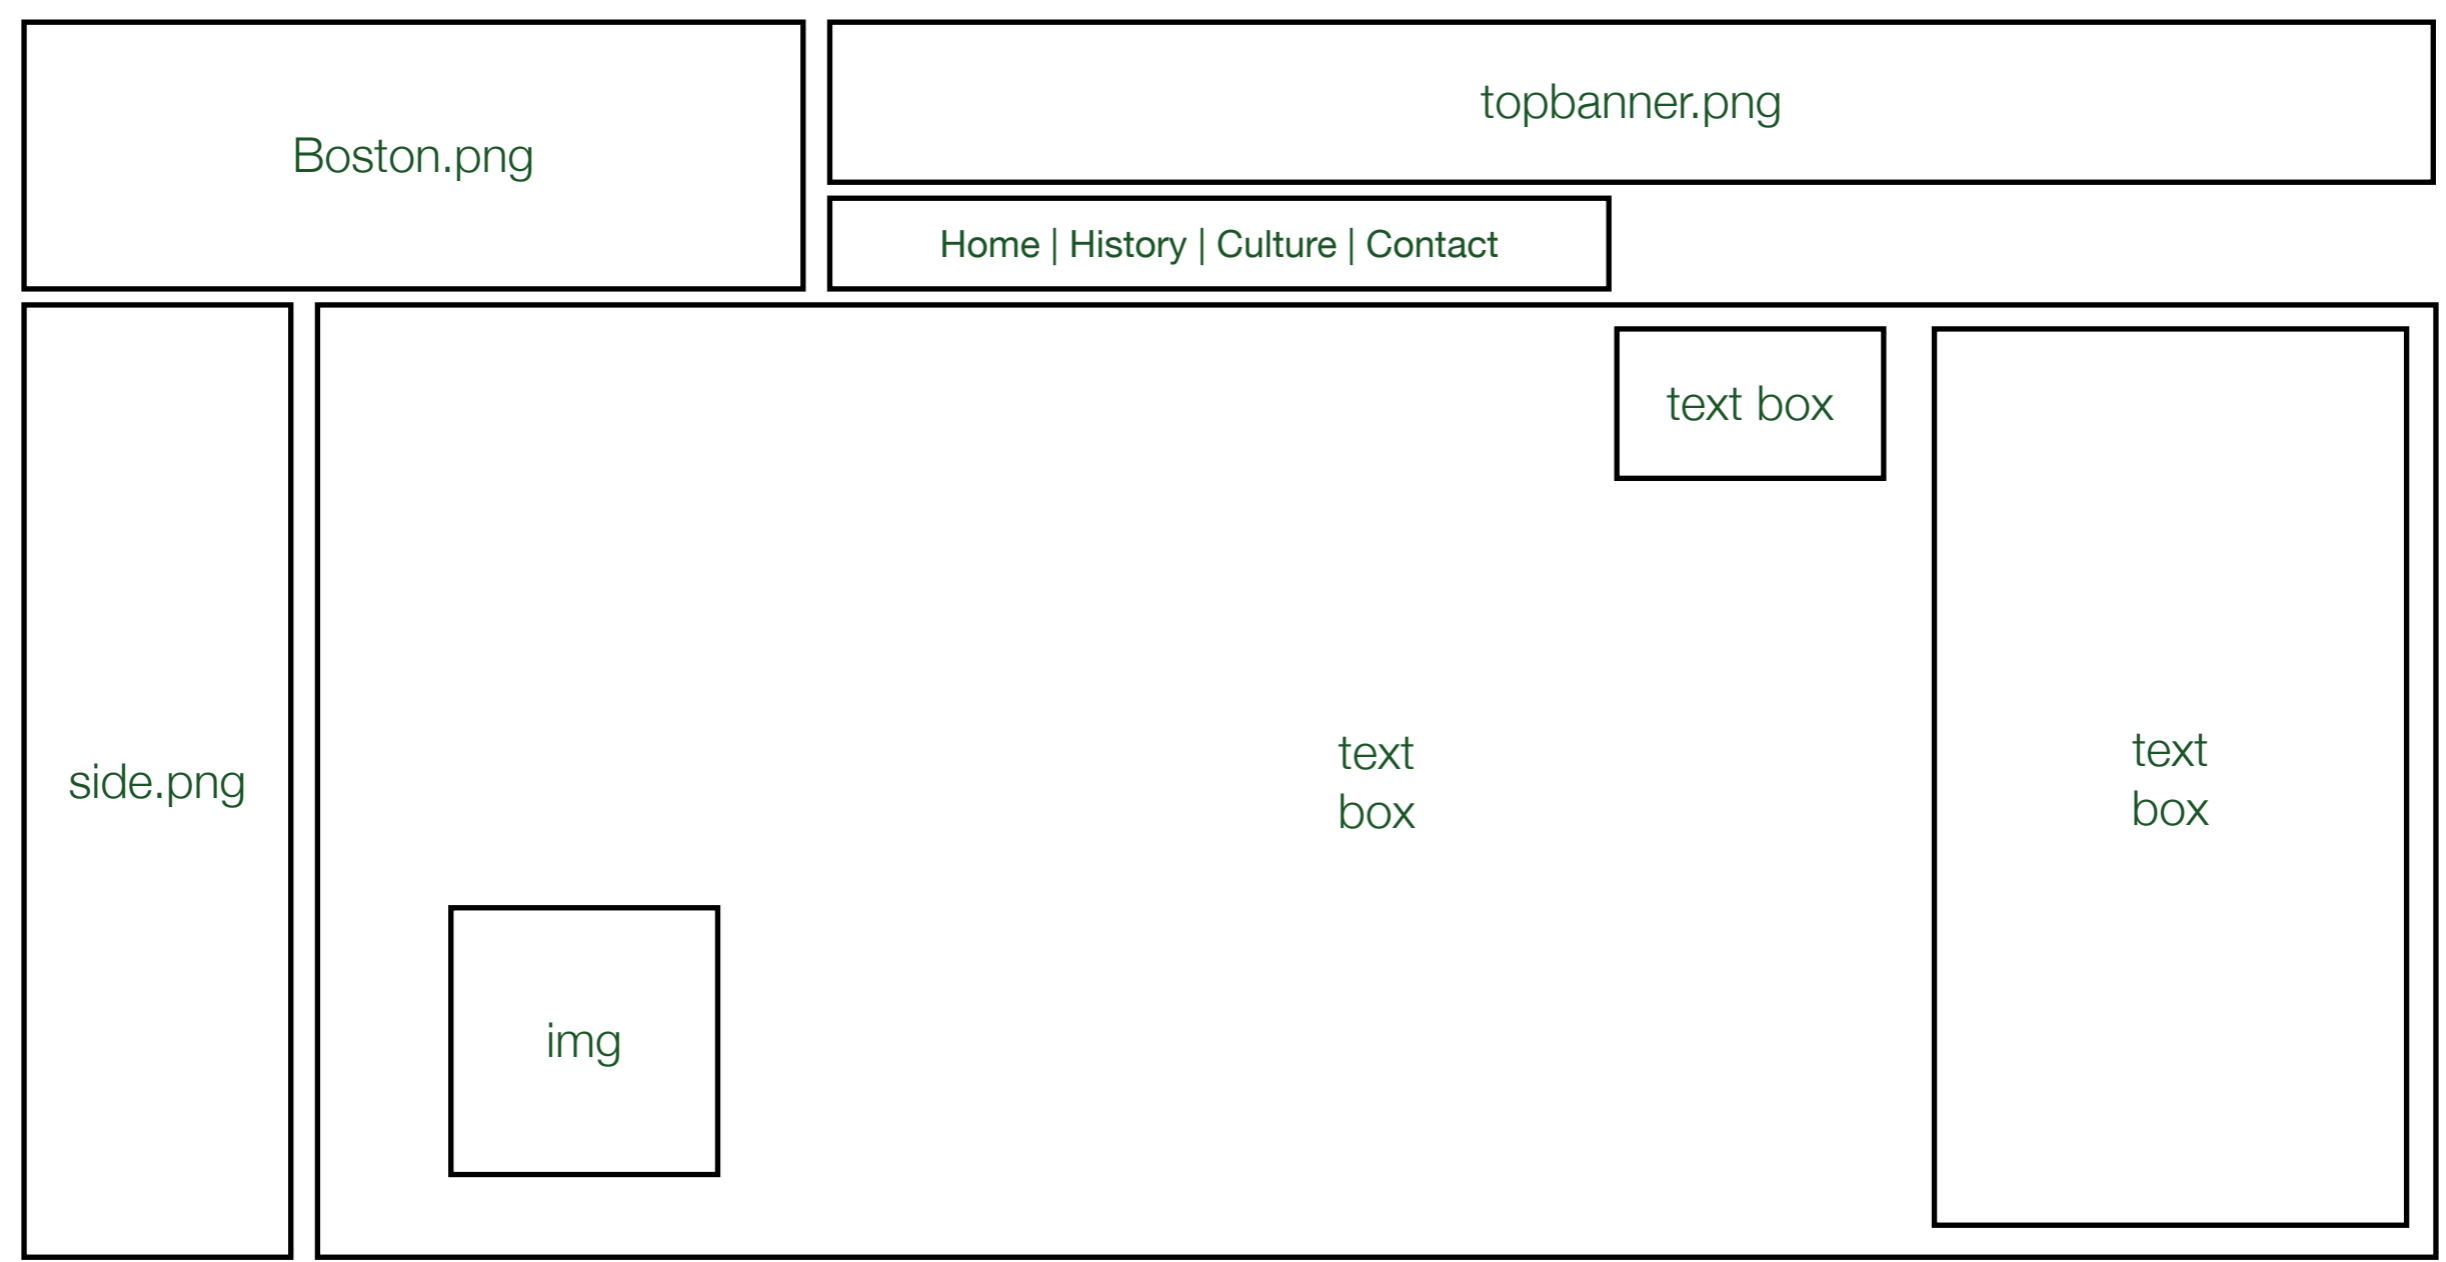 Boston.png
topbanner.png
Home | History | Culture | Contact
side.png
text box
text
box
text
box
img